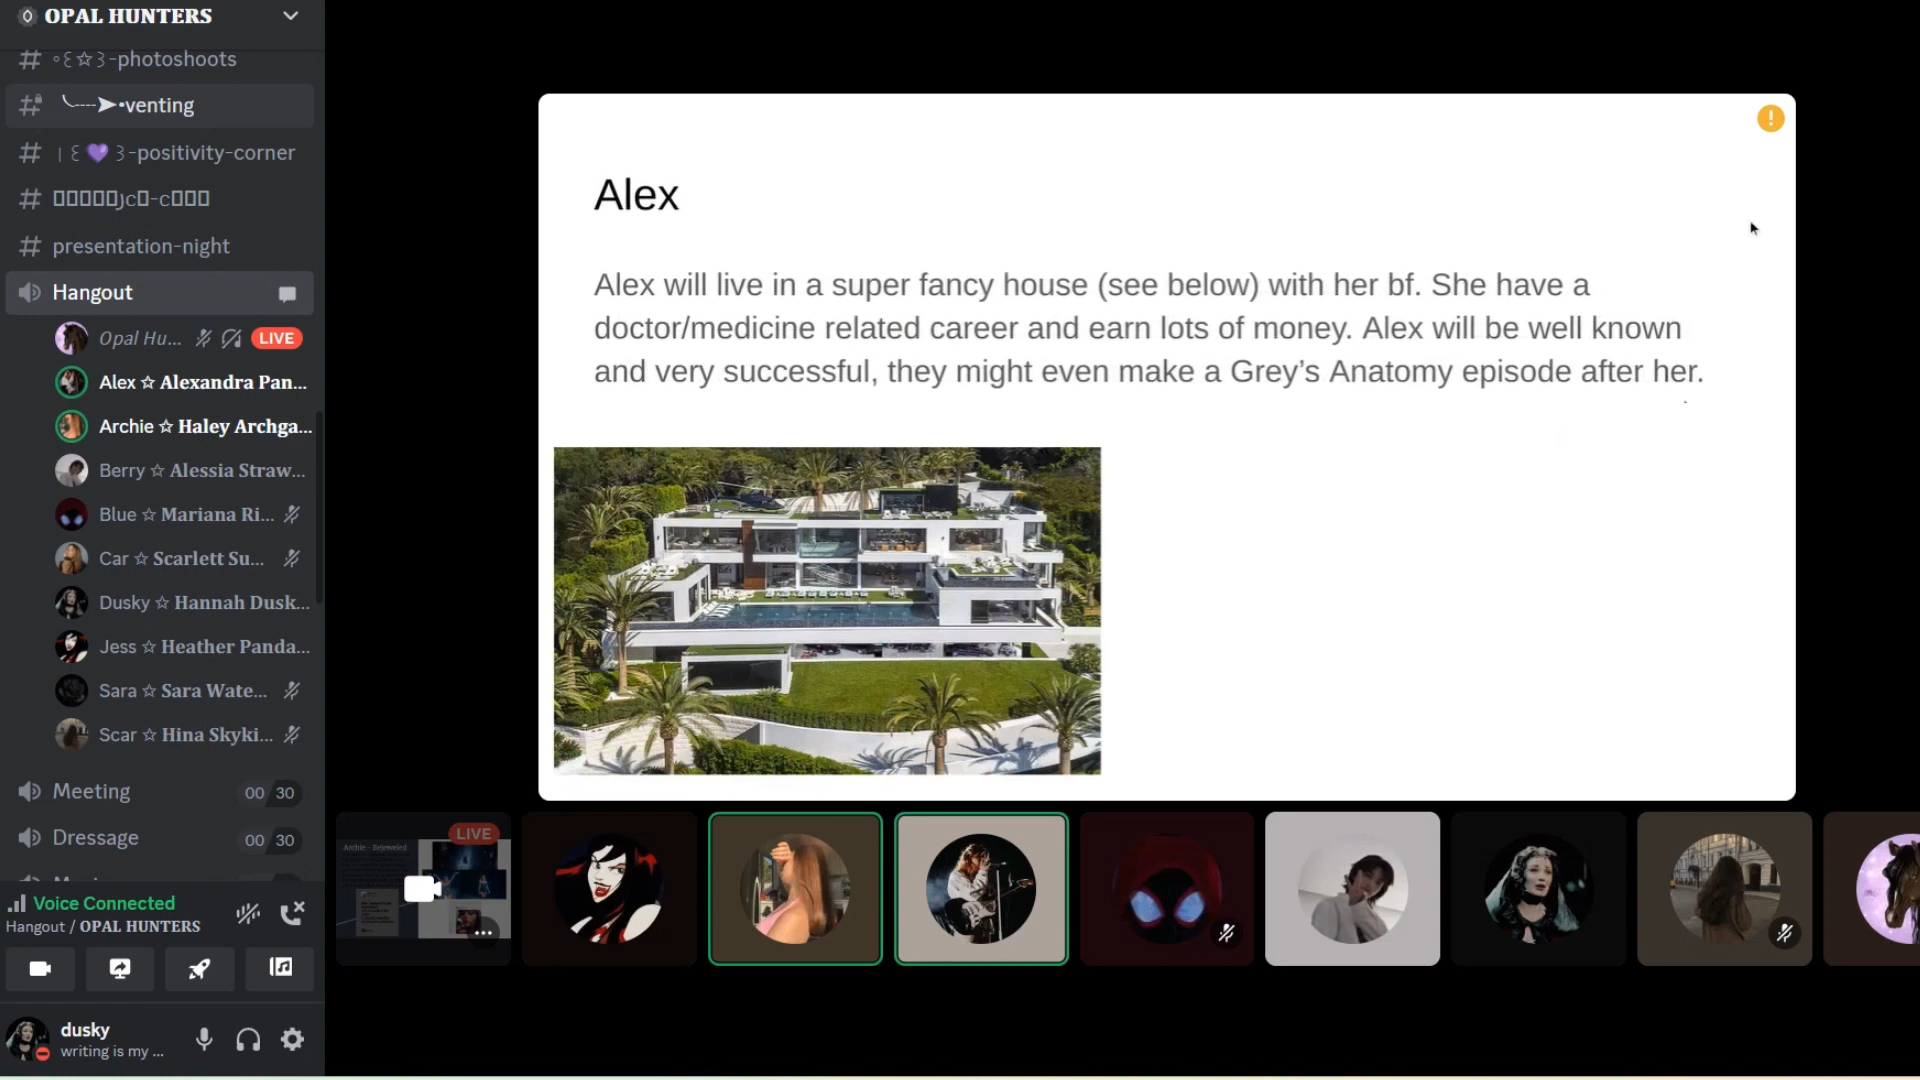 OPAL HUNTERS
# ∘꒰☆꒱-photoshoots
# ╰┈➤•venting
# ︱꒰💜꒱-positivity-corner
# presentation-night
Hangout
Opal Hu... LIVE
Alex ☆ Alexandra Pan...
Archie ☆ Haley Archga...
Berry ☆ Alessia Straw...
Blue ☆ Mariana Ri...
Car ☆ Scarlett Su...
Dusky ☆ Hannah Dusk...
Jess ☆ Heather Panda...
Sara ☆ Sara Wate...
Scar ☆ Hina Skyki...
Meeting 00 30
Dressage 00 30
Voice Connected
Hangout / OPAL HUNTERS
dusky
writing is my ...
Alex
Alex will live in a super fancy house (see below) with her bf. She have a
doctor/medicine related career and earn lots of money. Alex will be well known
and very successful, they might even make a Grey’s Anatomy episode after her.
LIVE
Archie - Bejeweled